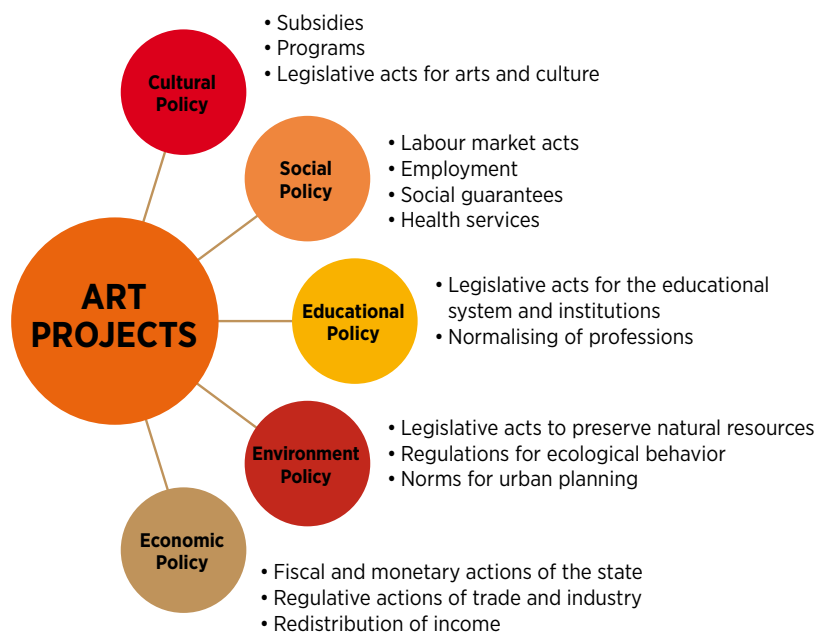 • Subsidies
• Programs
• Legislative acts for arts and culture
Cultural
Policy
• Labour market acts
• Employment
• Social guarantees
• Health services
Social
Policy
ART
PROJECTS
• Legislative acts for the educational
system and institutions
• Normalising of professions
Educational
Policy
• Legislative acts to preserve natural resources
• Regulations for ecological behavior
• Norms for urban planning
Environment
Policy
Economic
Policy
• Fiscal and monetary actions of the state
• Regulative actions of trade and industry
• Redistribution of income